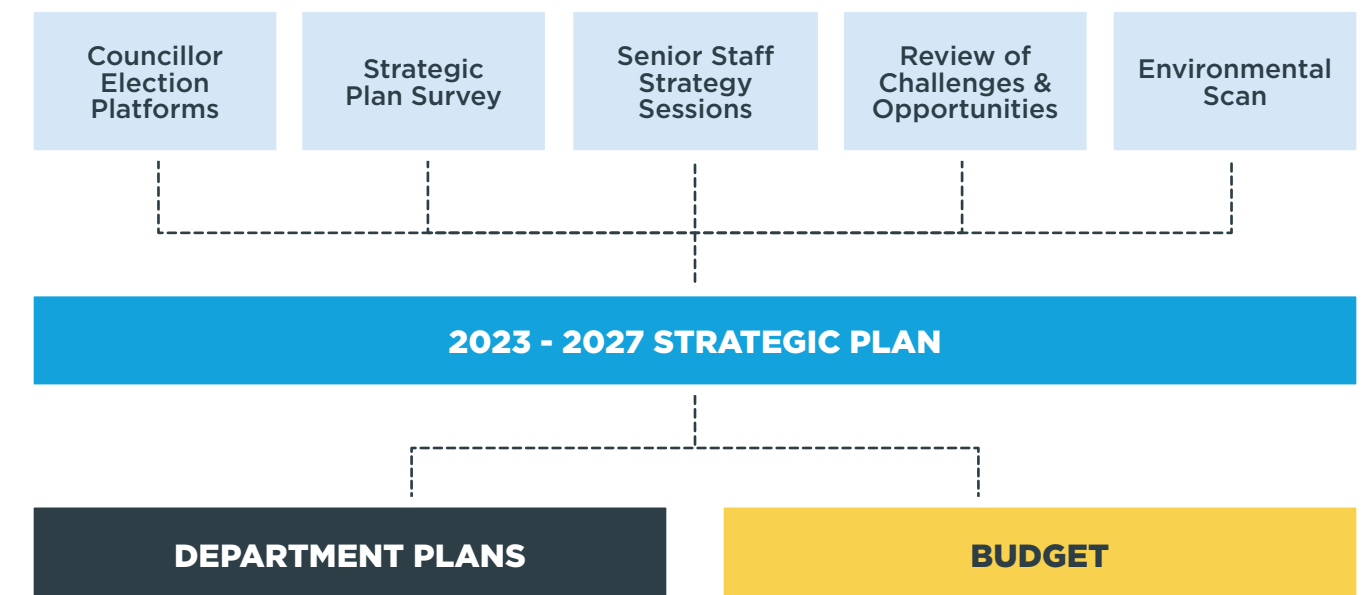 Councillor
Election
Platforms
Strategic
Plan Survey
Senior Staff
Strategy
Sessions
Review of
Challenges &
Opportunities
Environmental
Scan
2023 - 2027 STRATEGIC PLAN
DEPARTMENT PLANS
BUDGET